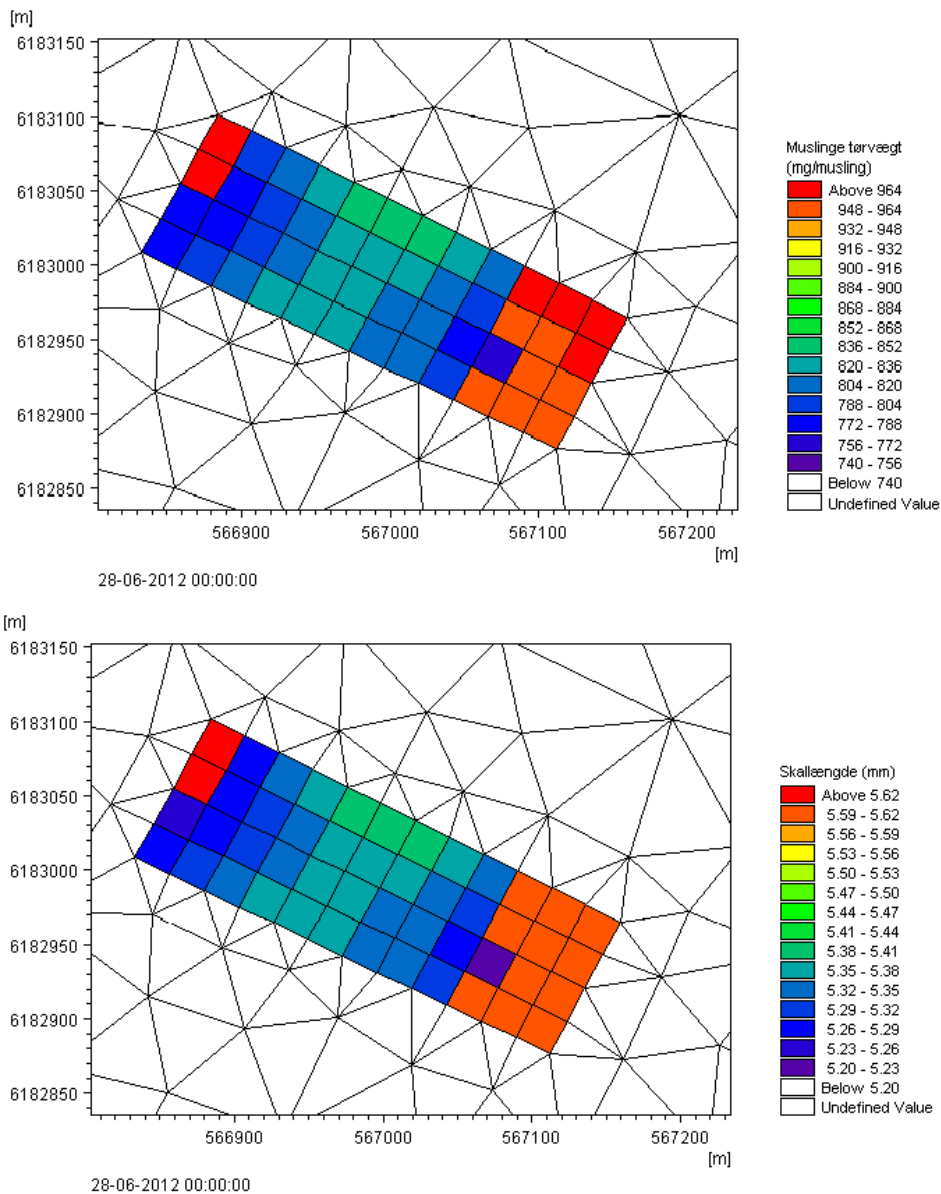 [m]
6183150
6183100
6183050
6183000
6182950
6182900
6182850
566900 567000 567100 567200
[m]
28-06-2012 00:00:00
Muslinge tørvægt
(mg/musling)
Above 964
948 - 964
932 - 948
916 - 932
900 - 916
884 - 900
868 - 884
852 - 868
836 - 852
820 - 836
804 - 820
788 - 804
772 - 788
756 - 772
740 - 756
Below 740
Undefined Value
[m]
6183150
6183100
6183050
6183000
6182950
6182900
6182850
566900 567000 567100 567200
[m]
28-06-2012 00:00:00
Skallængde (mm)
Above 5.62
5.59 - 5.62
5.56 - 5.59
5.53 - 5.56
5.50 - 5.53
5.47 - 5.50
5.44 - 5.47
5.41 - 5.44
5.38 - 5.41
5.35 - 5.38
5.32 - 5.35
5.29 - 5.32
5.26 - 5.29
5.23 - 5.26
5.20 - 5.23
Below 5.20
Undefined Value